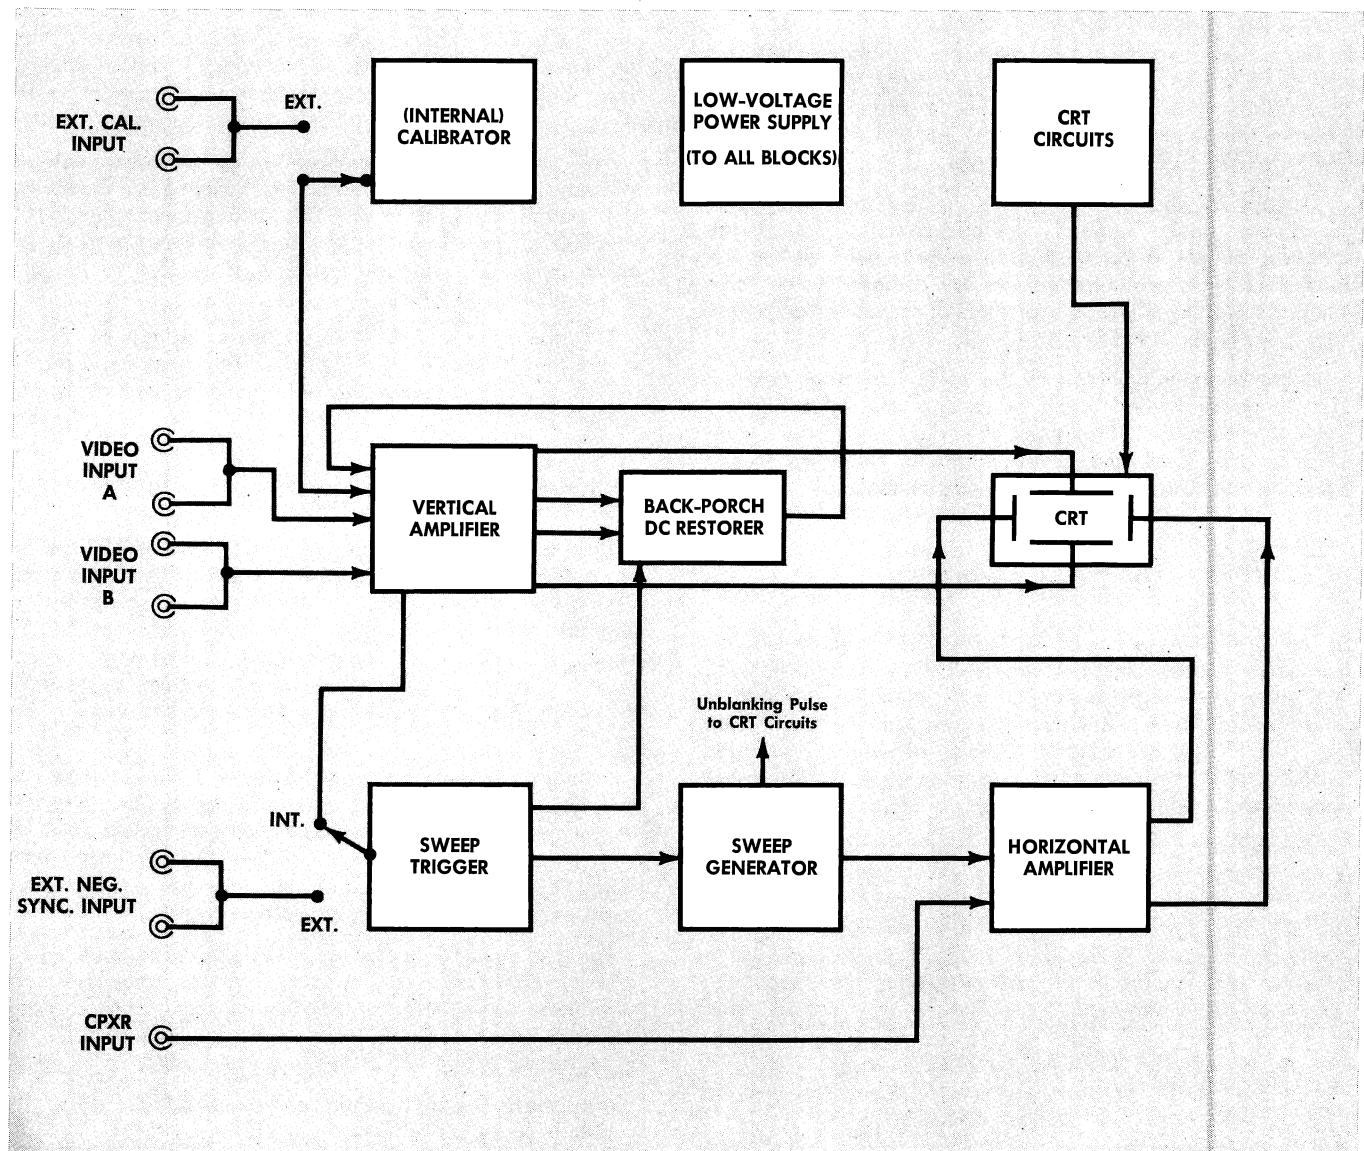 EXT. CAL.
INPUT
EXT.
(INTERNAL)
CALIBRATOR
LOW-VOLTAGE
POWER SUPPLY
(TO ALL BLOCKS)
CRT
CIRCUITS
VIDEO
INPUT
A
VIDEO
INPUT
B
VERTICAL
AMPLIFIER
BACK-PORCH
DC RESTORER
CRT
Unblanking Pulse
to CRT Circuits
INT.
EXT. NEG.
SYNC. INPUT
EXT.
SWEEP
TRIGGER
SWEEP
GENERATOR
HORIZONTAL
AMPLIFIER
CPXR
INPUT